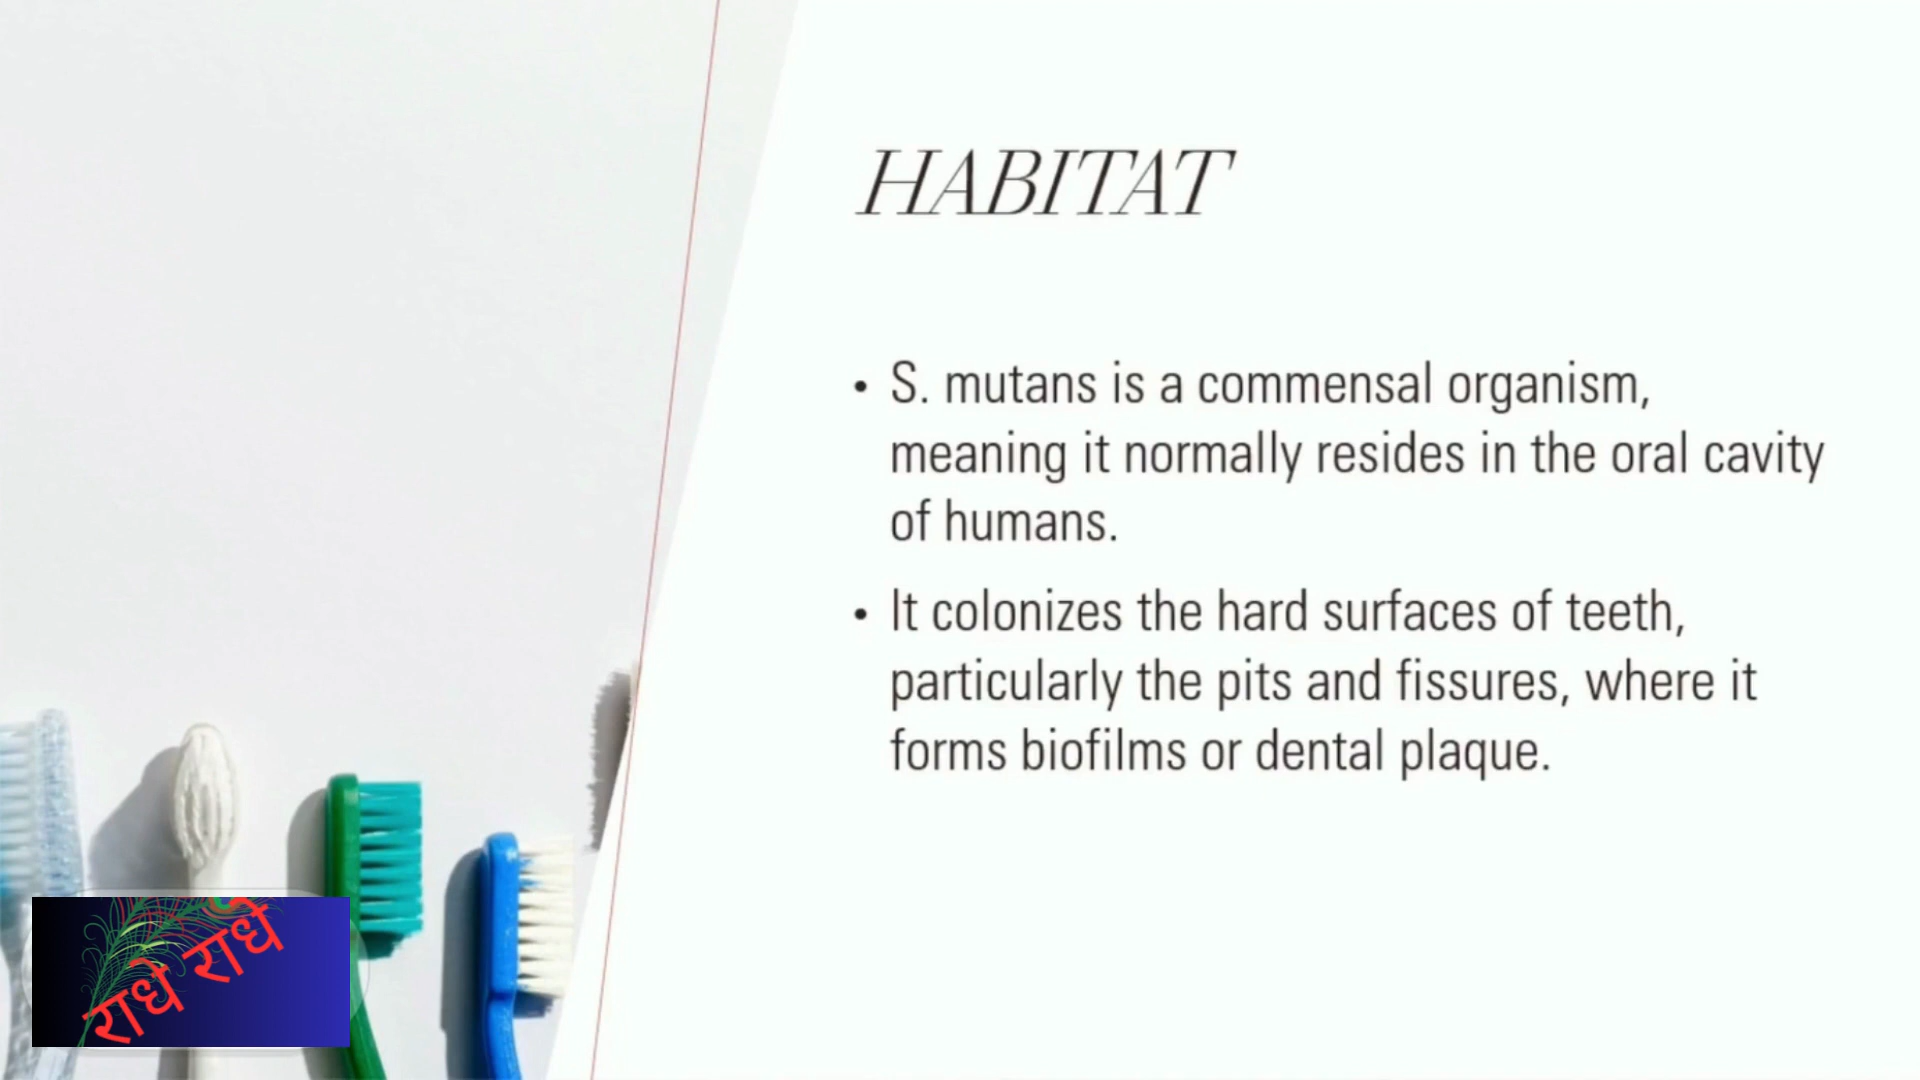 HABITAT
• S. mutans is a commensal organism,
meaning it normally resides in the oral cavity
of humans.
• It colonizes the hard surfaces of teeth,
particularly the pits and fissures, where it
forms biofilms or dental plaque.
राधे राधे